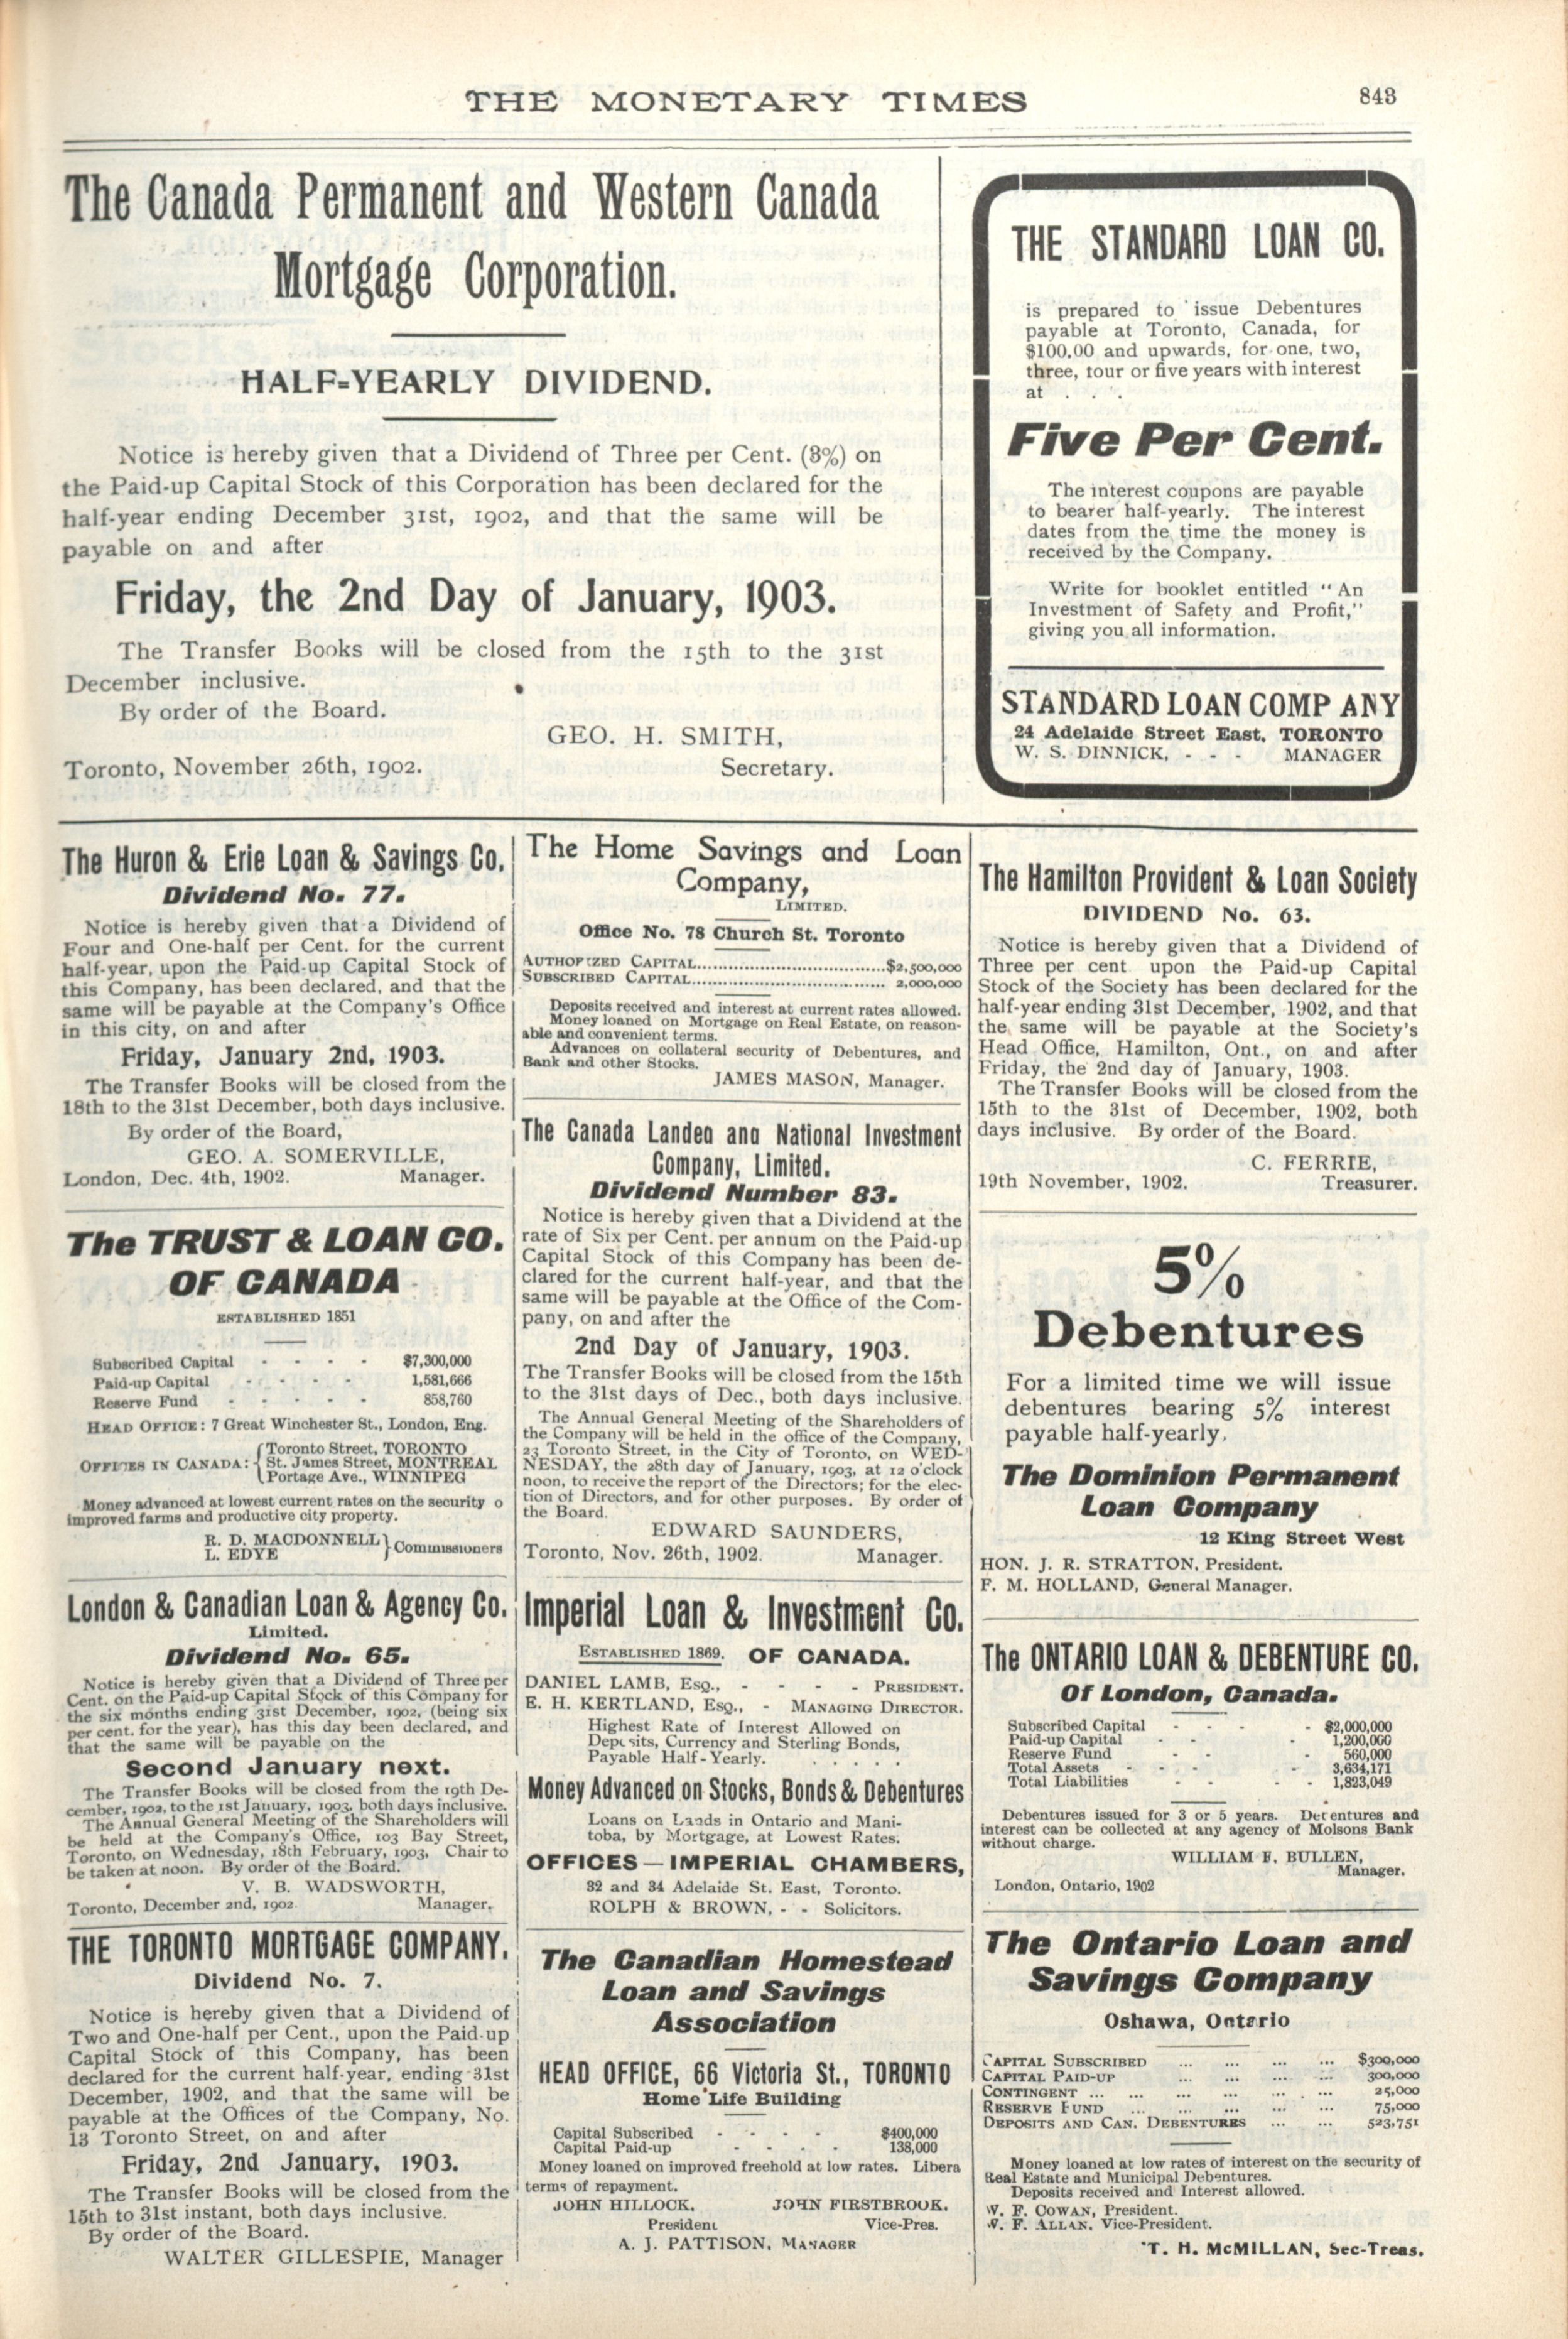 THE MONETARY TIMES
843
The Canada Permanent and Western Canada
Mortgage Corporation.
HALF=YEARLY DIVIDEND.
Notice is hereby given that a Dividend of Three per Cent. (3%) on
the Paid-up Capital Stock of this Corporation has been declared for the
half-year ending December 31st, 1902, and that the same will be
payable on and after
Friday, the 2nd Day of January, 1903.
The Transfer Books will be closed from the 15th to the 31st
December inclusive.
By order of the Board.
GEO. H. SMITH,
Toronto, November 26th, 1902. Secretary.
THE STANDARD LOAN CO.
is prepared to issue Debentures
payable at Toronto, Canada, for
$100.00 and upwards, for one, two,
three, tour or five years with interest
at . . .
Five Per Cent.
The interest coupons are payable
to bearer half-yearly. The interest
dates from the time the money is
received by the Company.
Write for booklet entitled "An
Investment of Safety and Profit,"
giving you all information.
STANDARD LOAN COMPANY
24 Adelaide Street East, TORONTO
W. S. DINNICK, - - - MANAGER
The Huron & Erie Loan & Savings Co.
Dividend No. 77.
Notice is hereby given that a Dividend of
Four and One-half per Cent. for the current
half-year, upon the Paid-up Capital Stock of
this Company, has been declared, and that the
same will be payable at the Company's Office
in this city, on and after
Friday, January 2nd, 1903.
The Transfer Books will be closed from the
18th to the 31st December, both days inclusive.
By order of the Board,
GEO. A. SOMERVILLE,
London, Dec. 4th, 1902. Manager.
The TRUST & LOAN CO.
OF CANADA
ESTABLISHED 1851
Subscribed Capital - - - - $7,300,000
Paid-up Capital - - - - 1,581,666
Reserve Fund - - - - - 858,760
HEAD OFFICE: 7 Great Winchester St., London, Eng.
OFFICES IN CANADA: Toronto Street, TORONTO
St. James Street, MONTREAL
Portage Ave., WINNIPEG
Money advanced at lowest current rates on the security o
improved farms and productive city property.
R. D. MACDONNELL
L. EDYE Commissioners
London & Canadian Loan & Agency Co.
Limited.
Dividend No. 65.
Notice is hereby given that a Dividend of Three per
Cent. on the Paid-up Capital Stock of this Company for
the six months ending 31st December, 1902, (being six
per cent. for the year), has this day been declared, and
that the same will be payable on the
Second January next.
The Transfer Books will be closed from the 19th De-
cember, 1902, to the 1st January, 1903, both days inclusive.
The Annual General Meeting of the Shareholders will
be held at the Company's Office, 103 Bay Street,
Toronto, on Wednesday, 18th February, 1903. Chair to
be taken at noon. By order of the Board.
V. B. WADSWORTH,
Toronto, December 2nd, 1902. Manager.
THE TORONTO MORTGAGE COMPANY.
Dividend No. 7.
Notice is hereby given that a Dividend of
Two and One-half per Cent., upon the Paid-up
Capital Stock of this Company, has been
declared for the current half-year, ending 31st
December, 1902, and that the same will be
payable at the Offices of the Company, No.
13 Toronto Street, on and after
Friday, 2nd January, 1903.
The Transfer Books will be closed from the
15th to 31st instant, both days inclusive.
By order of the Board.
WALTER GILLESPIE, Manager
The Home Savings and Loan
Company,
LIMITED.
Office No. 78 Church St. Toronto
AUTHORIZED CAPITAL....................$2,500,000
SUBSCRIBED CAPITAL.................... 2,000,000
Deposits received and interest at current rates allowed.
Money loaned on Mortgage on Real Estate, on reason-
able and convenient terms.
Advances on collateral security of Debentures, and
Bank and other Stocks.
JAMES MASON, Manager.
The Canada Landed and National Investment
Company, Limited.
Dividend Number 83.
Notice is hereby given that a Dividend at the
rate of Six per Cent. per annum on the Paid-up
Capital Stock of this Company has been de-
clared for the current half-year, and that the
same will be payable at the Office of the Com-
pany, on and after the
2nd Day of January, 1903.
The Transfer Books will be closed from the 15th
to the 31st days of Dec., both days inclusive.
The Annual General Meeting of the Shareholders of
the Company will be held in the office of the Company,
23 Toronto Street, in the City of Toronto, on WED-
NESDAY, the 28th day of January, 1903, at 12 o'clock
noon, to receive the report of the Directors; for the elec-
tion of Directors, and for other purposes. By order of
the Board.
EDWARD SAUNDERS,
Toronto, Nov. 26th, 1902. Manager.
Imperial Loan & Investment Co.
ESTABLISHED 1869. OF CANADA.
DANIEL LAMB, ESQ., - - - - PRESIDENT.
E. H. KERTLAND, ESQ., - MANAGING DIRECTOR.
Highest Rate of Interest Allowed on
Deposits, Currency and Sterling Bonds,
Payable Half-Yearly. . . . .
Money Advanced on Stocks, Bonds & Debentures
Loans on Lands in Ontario and Mani-
toba, by Mortgage, at Lowest Rates.
OFFICES—IMPERIAL CHAMBERS,
32 and 34 Adelaide St. East, Toronto.
ROLPH & BROWN, - - Solicitors.
The Canadian Homestead
Loan and Savings
Association
HEAD OFFICE, 66 Victoria St., TORONTO
Home Life Building
Capital Subscribed - - - - $400,000
Capital Paid-up - - - - 138,000
Money loaned on improved freehold at low rates. Libera
terms of repayment.
JOHN HILLOCK, JOHN FIRSTBROOK,
President Vice-Pres.
A. J. PATTISON, MANAGER
The Hamilton Provident & Loan Society
DIVIDEND No. 63.
Notice is hereby given that a Dividend of
Three per cent upon the Paid-up Capital
Stock of the Society has been declared for the
half-year ending 31st December, 1902, and that
the same will be payable at the Society's
Head Office, Hamilton, Ont., on and after
Friday, the 2nd day of January, 1903.
The Transfer Books will be closed from the
15th to the 31st of December, 1902, both
days inclusive. By order of the Board.
C. FERRIE,
19th November, 1902. Treasurer.
5%
Debentures
For a limited time we will issue
debentures bearing 5% interest
payable half-yearly.
The Dominion Permanent
Loan Company
12 King Street West
HON. J. R. STRATTON, President.
F. M. HOLLAND, General Manager.
The ONTARIO LOAN & DEBENTURE CO.
Of London, Canada.
Subscribed Capital - - - - $2,000,000
Paid-up Capital - - 1,200,000
Reserve Fund - - - 560,000
Total Assets - - - - 3,634,171
Total Liabilities - - - - 1,823,049
Debentures issued for 3 or 5 years. Debentures and
interest can be collected at any agency of Molsons Bank
without charge.
WILLIAM F. BULLEN,
Manager.
London, Ontario, 1902
The Ontario Loan and
Savings Company
Oshawa, Ontario
CAPITAL SUBSCRIBED ... ... ... ... $300,000
CAPITAL PAID-UP ... ... ... ... 300,000
CONTINGENT ... ... ... ... ... ... 25,000
RESERVE FUND ... ... ... ... ... 75,000
DEPOSITS AND CAN. DEBENTURES ... ... 523,751
Money loaned at low rates of interest on the security of
Real Estate and Municipal Debentures.
Deposits received and Interest allowed.
W. F. COWAN, President.
W. F. ALLAN, Vice-President.
T. H. McMILLAN, Sec-Treas.